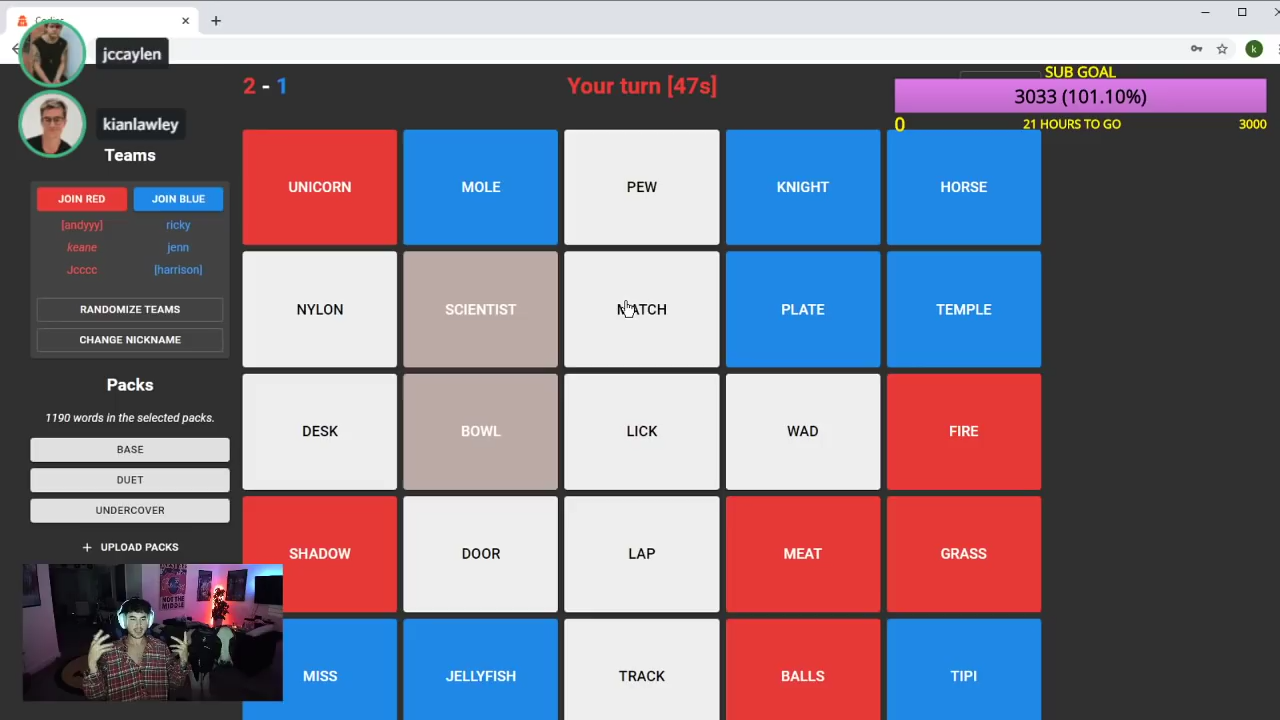 jccaylen
2 - 1
Your turn [47s]
SUB GOAL
3033 (101.10%)
0
21 HOURS TO GO
3000
k
kianlawley
Teams
JOIN RED
JOIN BLUE
[andyyy]
ricky
keane
jenn
Jcccc
[harrison]
RANDOMIZE TEAMS
CHANGE NICKNAME
Packs
1190 words in the selected packs.
BASE
DUET
UNDERCOVER
+ UPLOAD PACKS
UNICORN
MOLE
PEW
KNIGHT
HORSE
NYLON
SCIENTIST
PLATE
TEMPLE
DESK
BOWL
LICK
WAD
FIRE
SHADOW
DOOR
LAP
MEAT
GRASS
MISS
JELLYFISH
TRACK
BALLS
TIPI